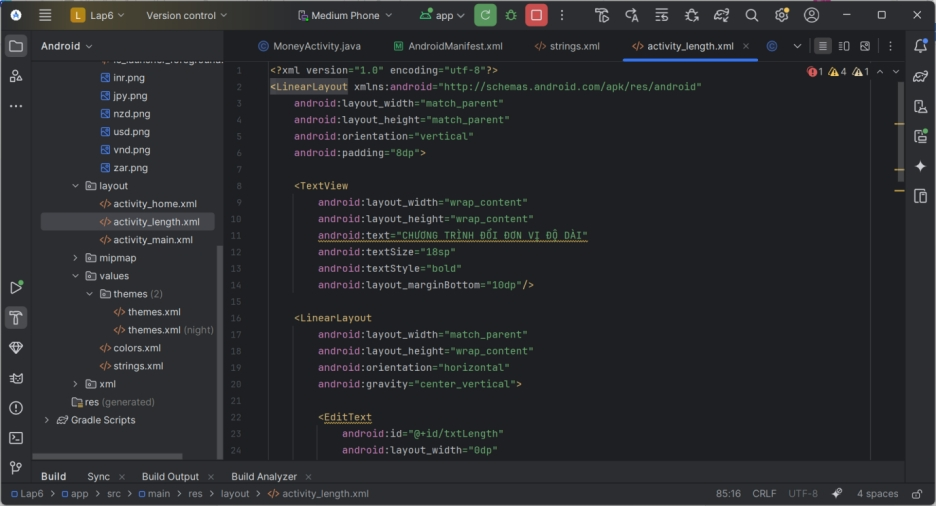 Lap6
Version control
Medium Phone
app
Android
MoneyActivity.java
AndroidManifest.xml
strings.xml
activity_length.xml
inr.png
jpy.png
nzd.png
usd.png
vnd.png
zar.png
layout
activity_home.xml
activity_length.xml
activity_main.xml
mipmap
values
themes (2)
themes.xml
themes.xml (night)
colors.xml
strings.xml
xml
res (generated)
Gradle Scripts
1 4 1
1 <?xml version="1.0" encoding="utf-8"?>
2 <LinearLayout xmlns:android="http://schemas.android.com/apk/res/android"
3 android:layout_width="match_parent"
4 android:layout_height="match_parent"
5 android:orientation="vertical"
6 android:padding="8dp">
7
8 <TextView
9 android:layout_width="wrap_content"
10 android:layout_height="wrap_content"
11 android:text="CHƯƠNG TRÌNH ĐỔI ĐƠN VỊ ĐỘ DÀI"
12 android:textSize="18sp"
13 android:textStyle="bold"
14 android:layout_marginBottom="10dp"/>
15
16 <LinearLayout
17 android:layout_width="match_parent"
18 android:layout_height="wrap_content"
19 android:orientation="horizontal"
20 android:gravity="center_vertical">
21
22 <EditText
23 android:id="@+id/txtLength"
24 android:layout_width="0dp"
Build Sync Build Output Build Analyzer
Lap6 > app > src > main > res > layout > activity_length.xml
85:16 CRLF UTF-8 4 spaces